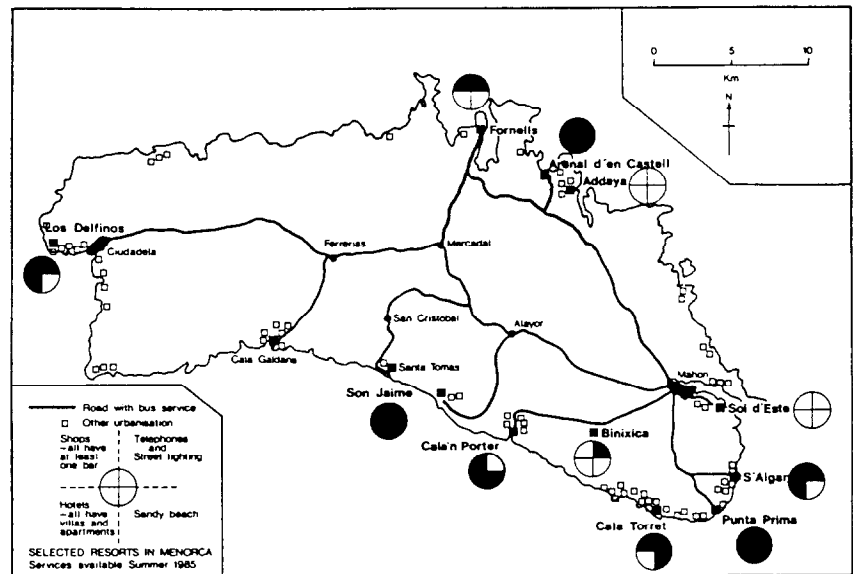 0 5 10
Km
N
Fornells
Arenal d'en Castell
Addaya
Los Delfinos
Ciudadela
Ferrerias
Mercadal
San Cristobal
Alayor
Cala Galdana
Santa Tomas
Mahon
Son Jaime
Sol d'Este
Cala'n Porter
Binixica
S'Algar
Cala Torret
Punta Prima
Road with bus service
Other urbanisation
Shops
-all have
at least
one bar
Telephones
and
Street lighting
Hotels
-all have
villas and
apartments
Sandy beach
SELECTED RESORTS IN MENORCA
Services available Summer 1985